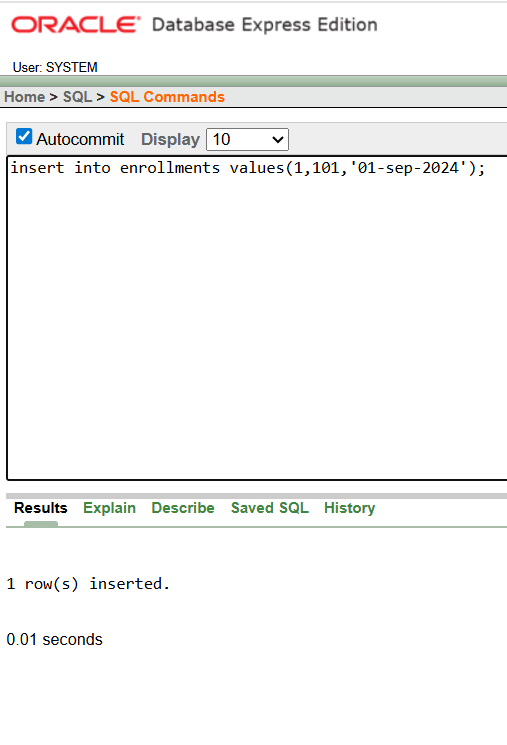 ORACLE Database Express Edition
User: SYSTEM
Home > SQL > SQL Commands
Autocommit Display 10
insert into enrollments values(1,101,'01-sep-2024');
Results Explain Describe Saved SQL History
1 row(s) inserted.
0.01 seconds